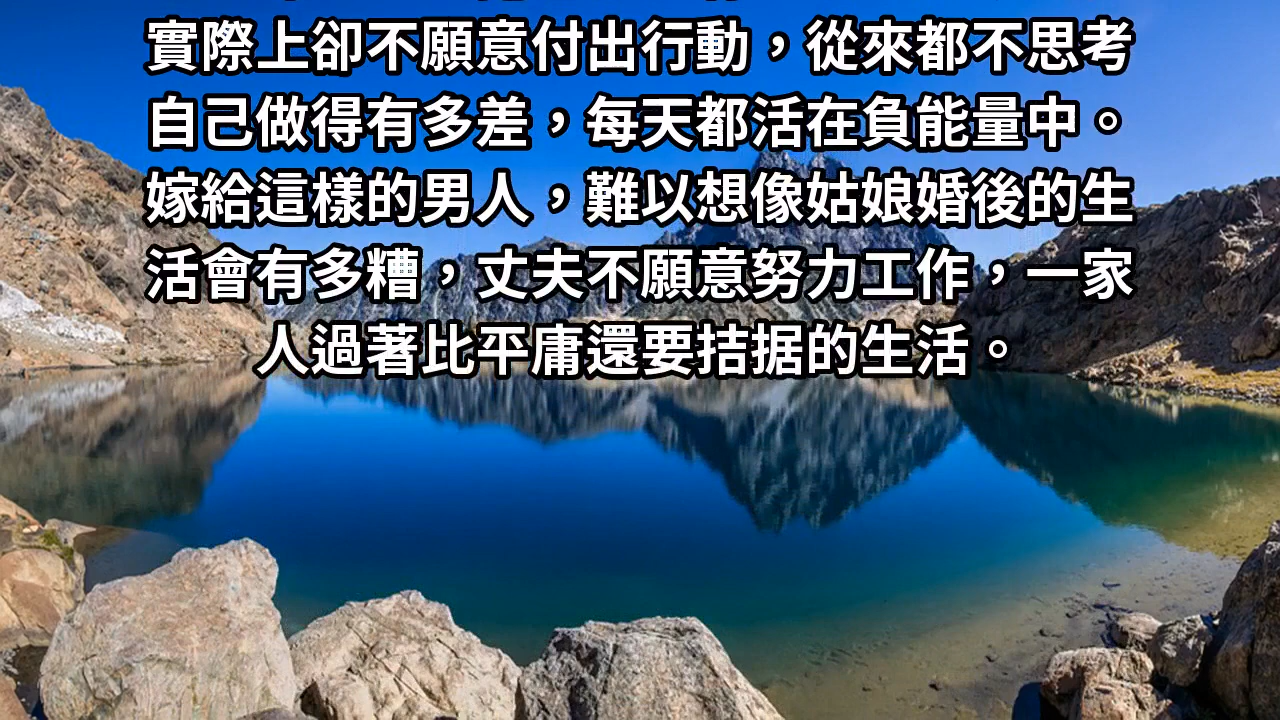 實際上卻不願意付出行動，從來都不思考
自己做得有多差，每天都活在負能量中。
嫁給這樣的男人，難以想像姑娘婚後的生
活會有多糟，丈夫不願意努力工作，一家
人過著比平庸還要拮据的生活。